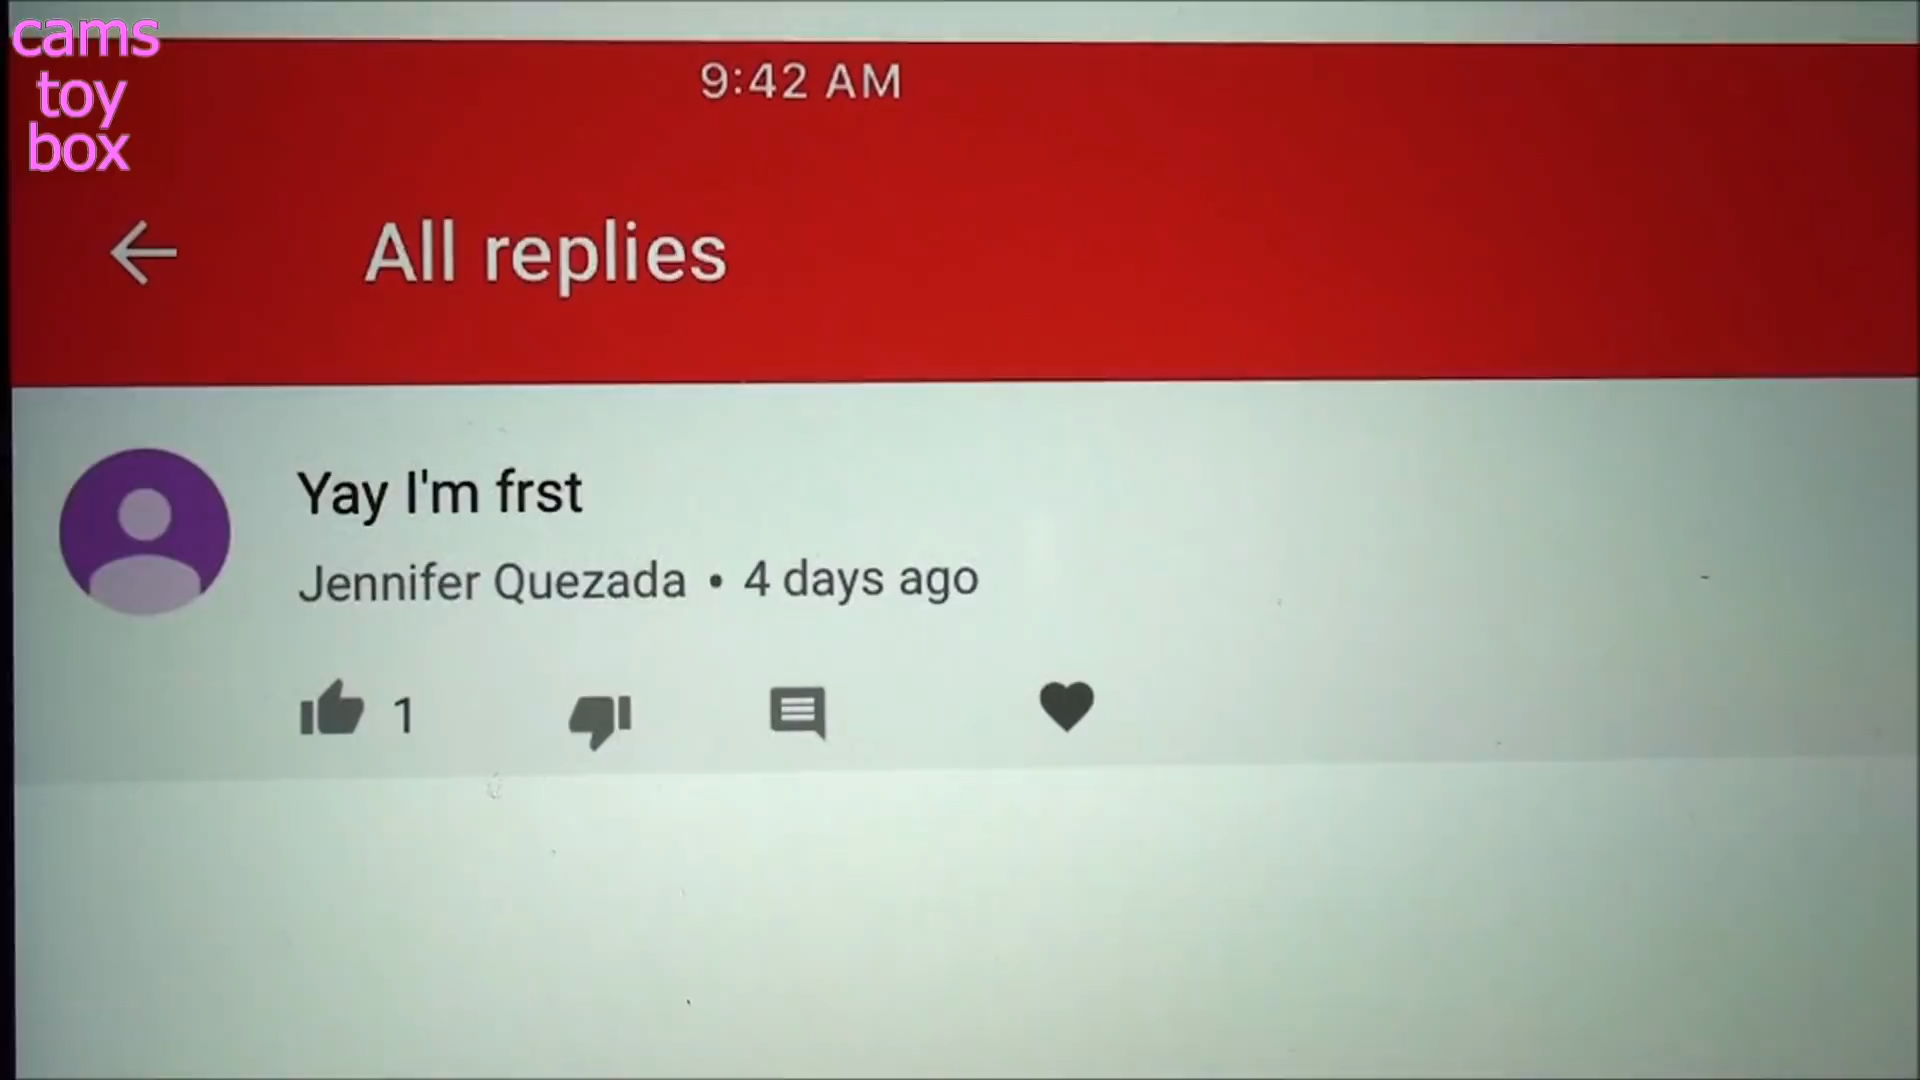 cams
toy
box
9:42 AM
All replies
Yay I'm frst
Jennifer Quezada • 4 days ago
1